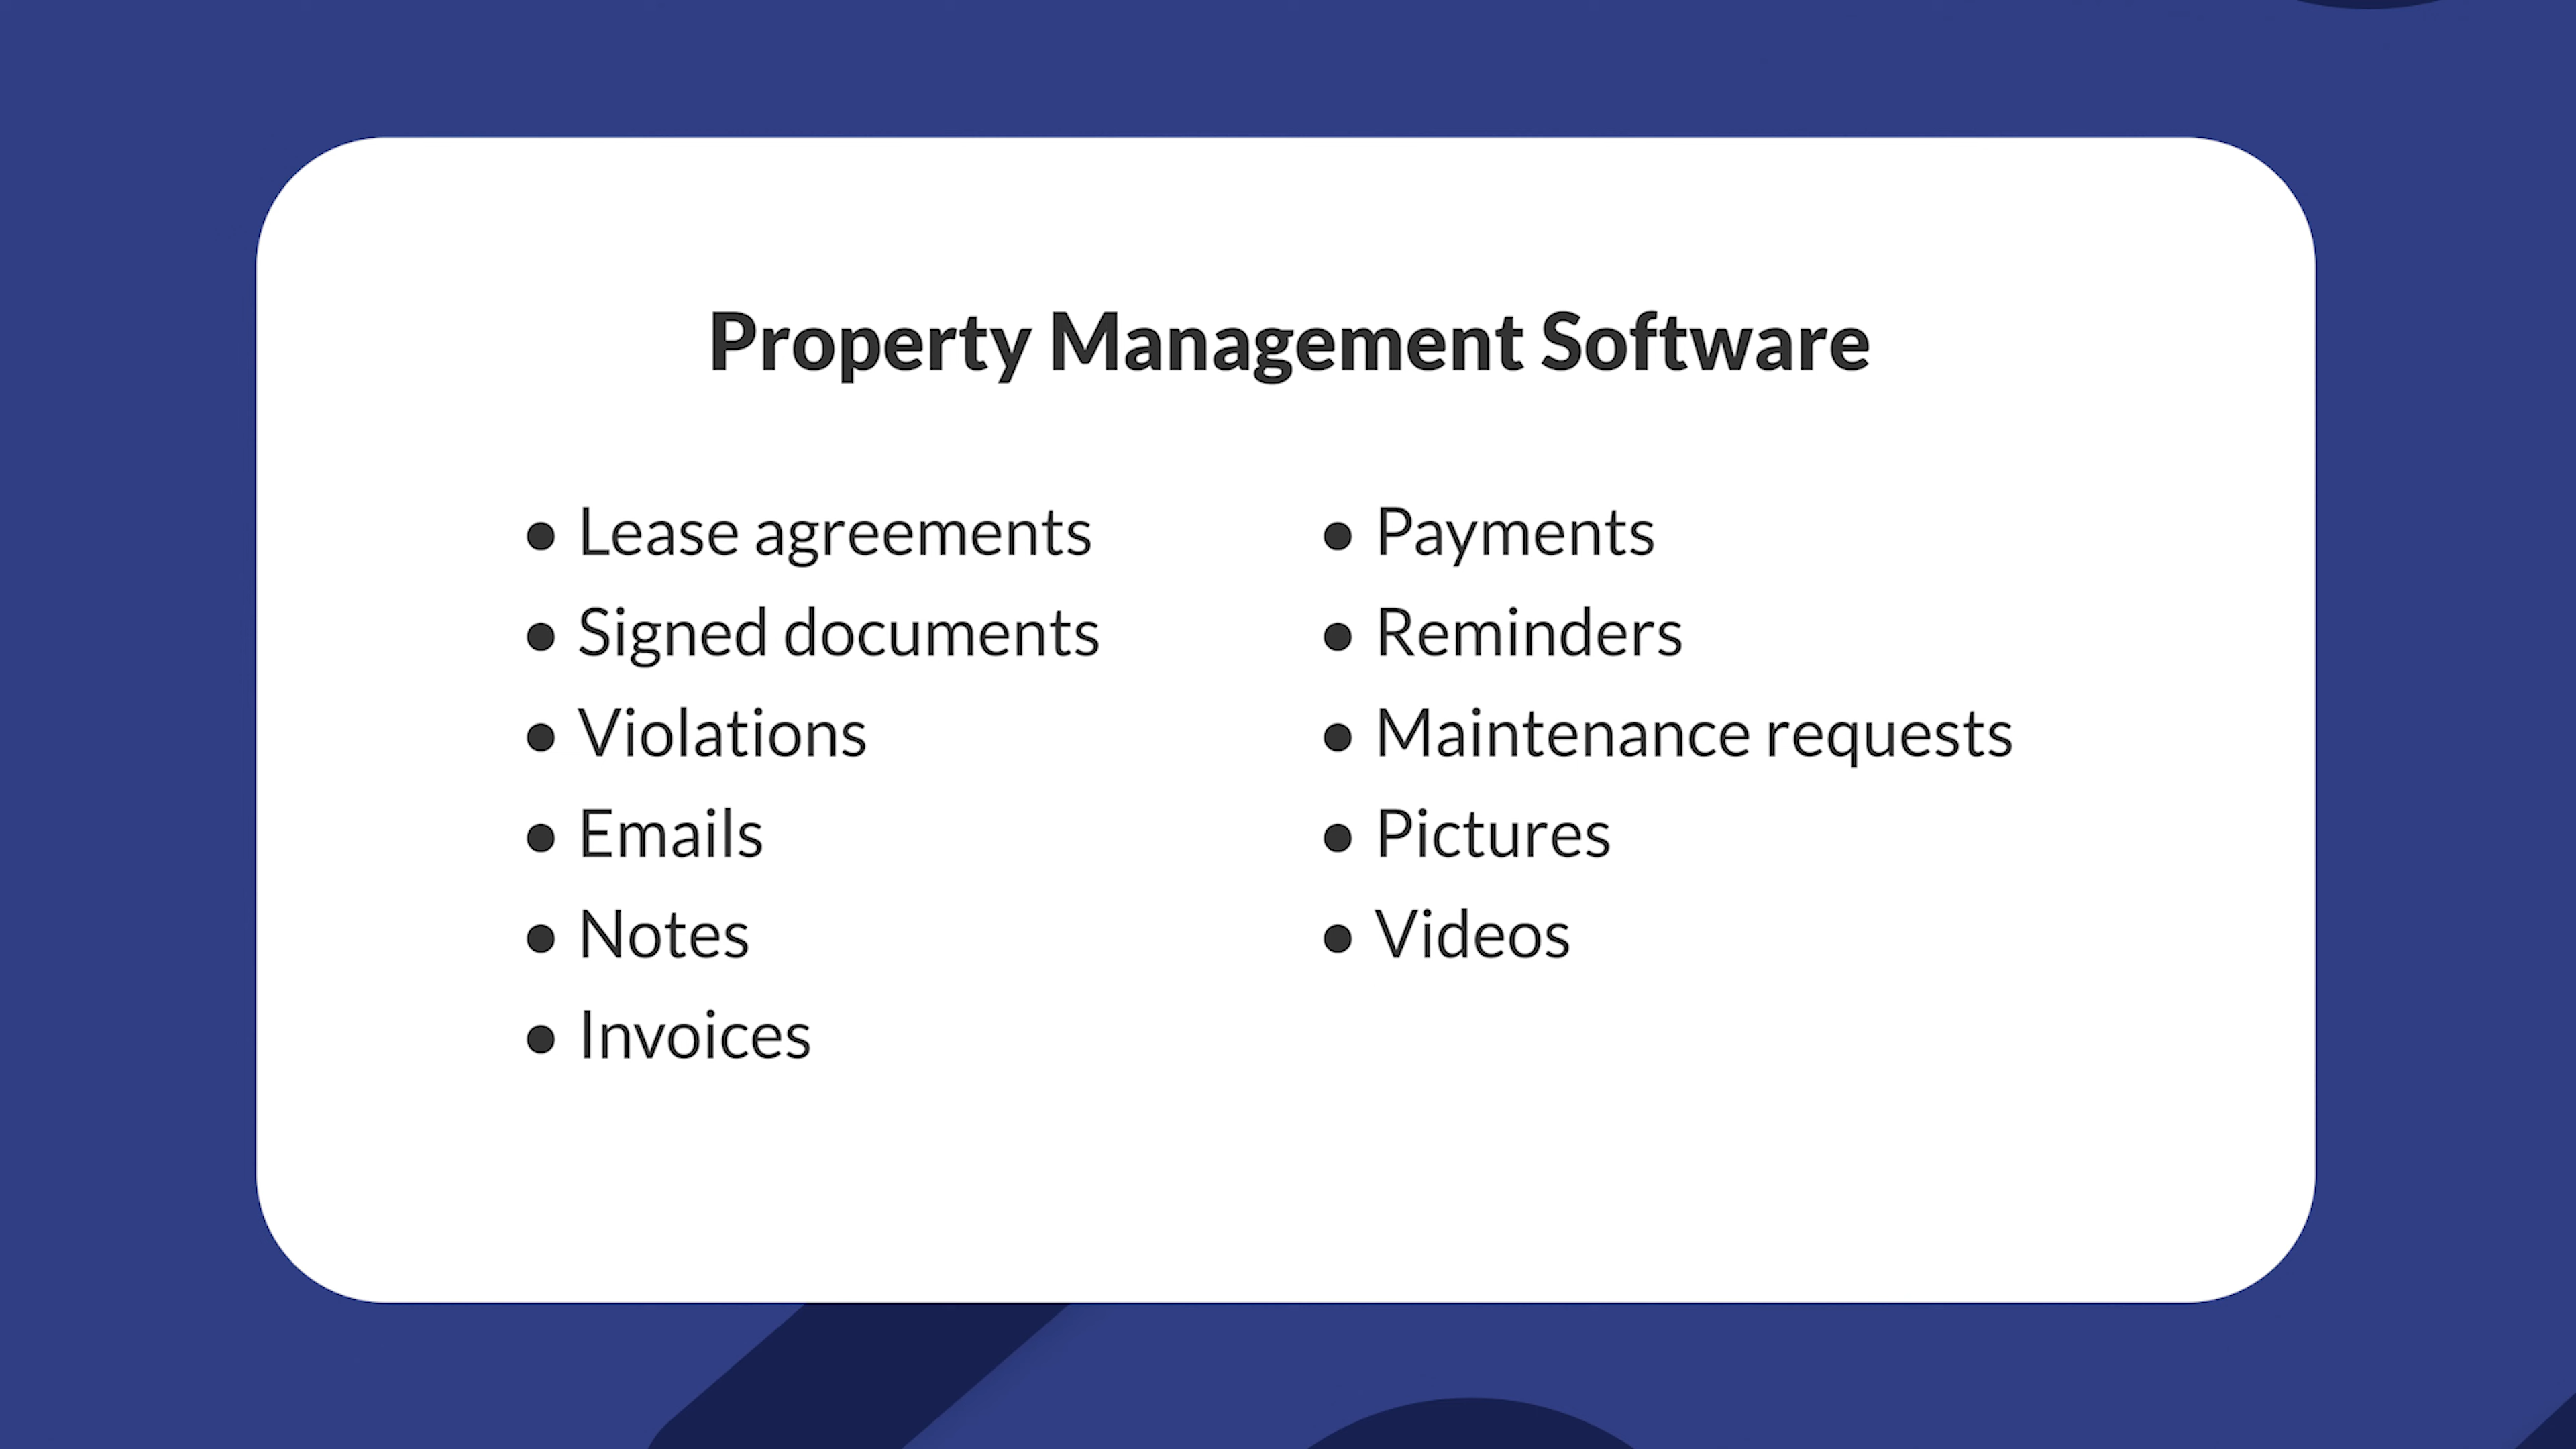 Property Management Software
• Lease agreements
• Signed documents
• Violations
• Emails
• Notes
• Invoices
• Payments
• Reminders
• Maintenance requests
• Pictures
• Videos